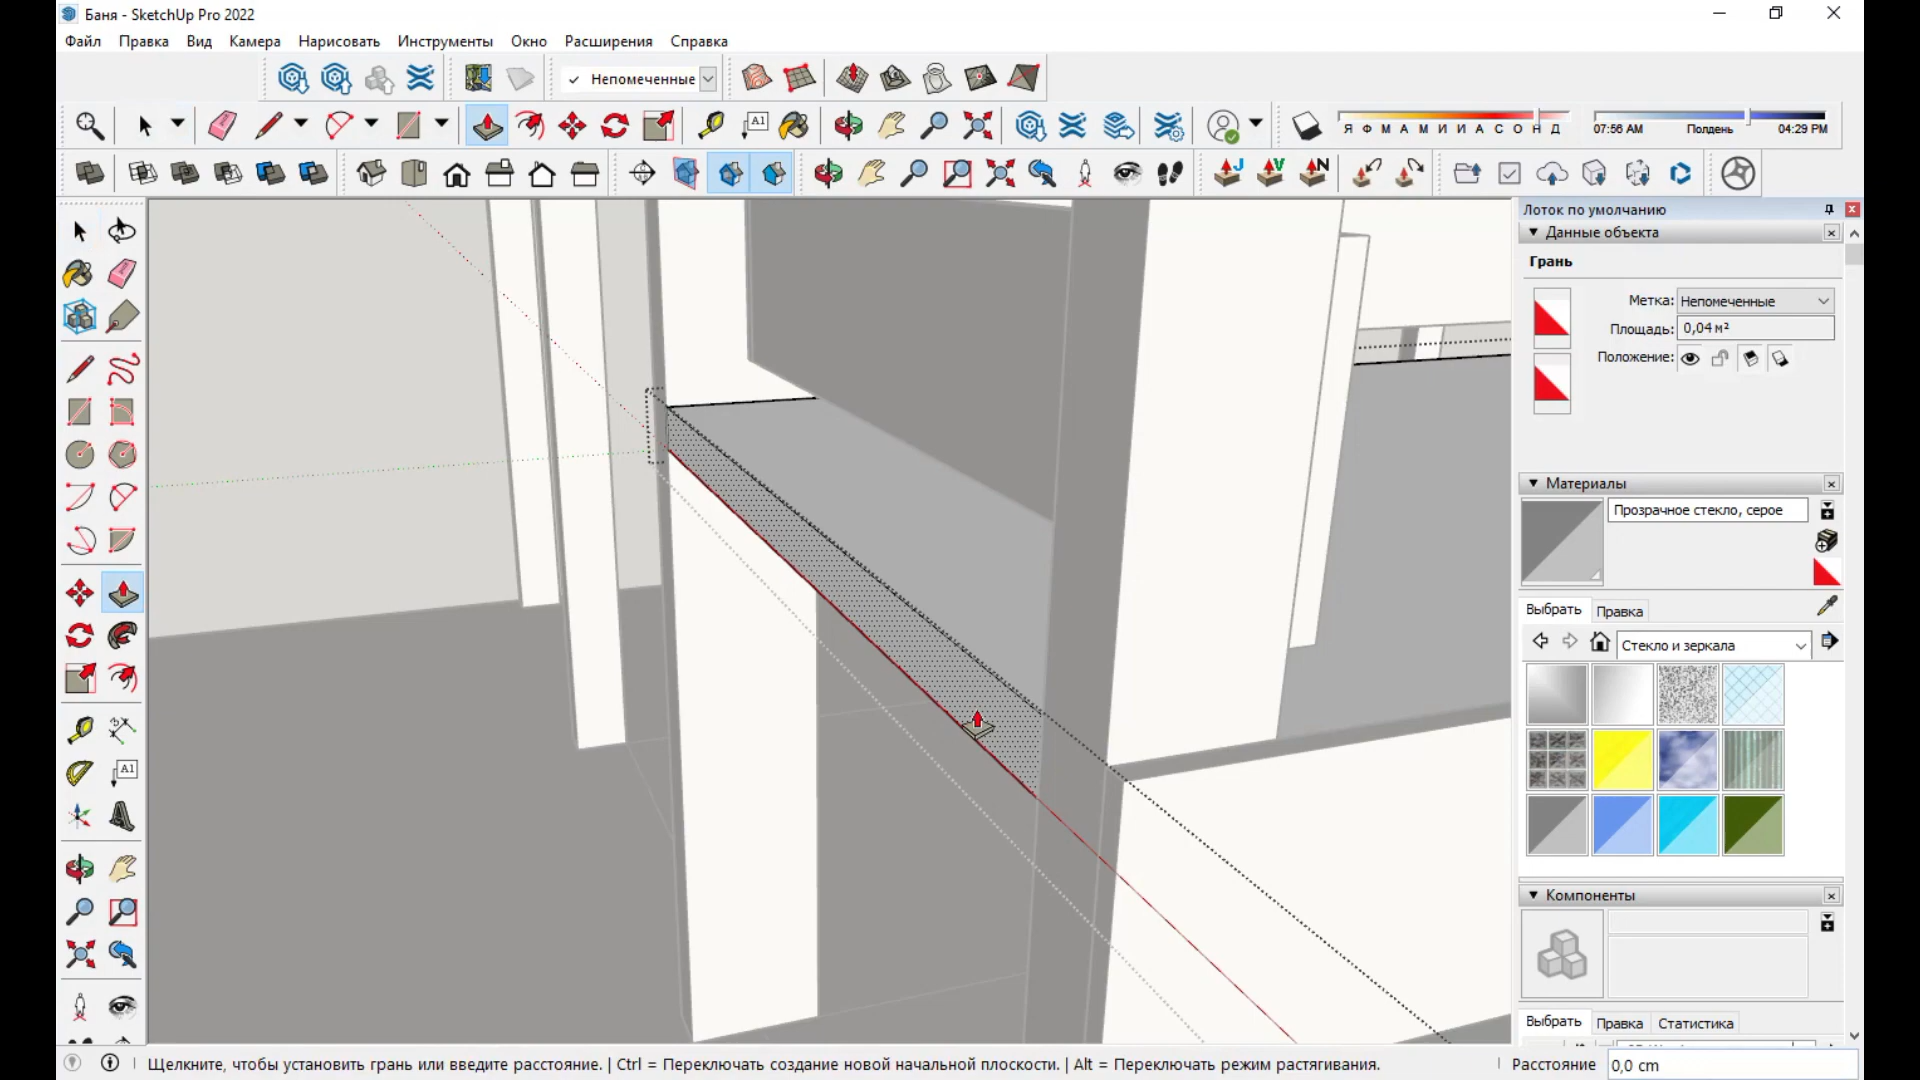 Баня - SketchUp Pro 2022
Файл Правка Вид Камера Нарисовать Инструменты Окно Расширения Справка
✓ Непомеченные
A1
Я Ф М А М И И А С О Н Д
07:56 AM Полдень 04:29 PM
J V N
Лоток по умолчанию
Данные объекта
Грань
Метка: Непомеченные
Площадь: 0,04 м²
Положение:
Материалы
Прозрачное стекло, серое
Выбрать Правка
Стекло и зеркала
A1
Компоненты
Выбрать Правка Статистика
Щелкните, чтобы установить грань или введите расстояние. | Ctrl = Переключать создание новой начальной плоскости. | Alt = Переключать режим растягивания.
Расстояние 0,0 cm